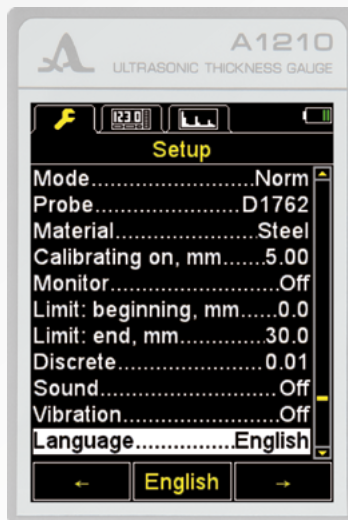 A1210
ULTRASONIC THICKNESS GAUGE
123.0
Setup
Mode..........................Norm
Probe........................D1762
Material......................Steel
Calibrating on, mm.......5.00
Monitor...........................Off
Limit: beginning, mm......0.0
Limit: end, mm.............30.0
Discrete......................0.01
Sound............................Off
Vibration........................Off
Language................English
← English →